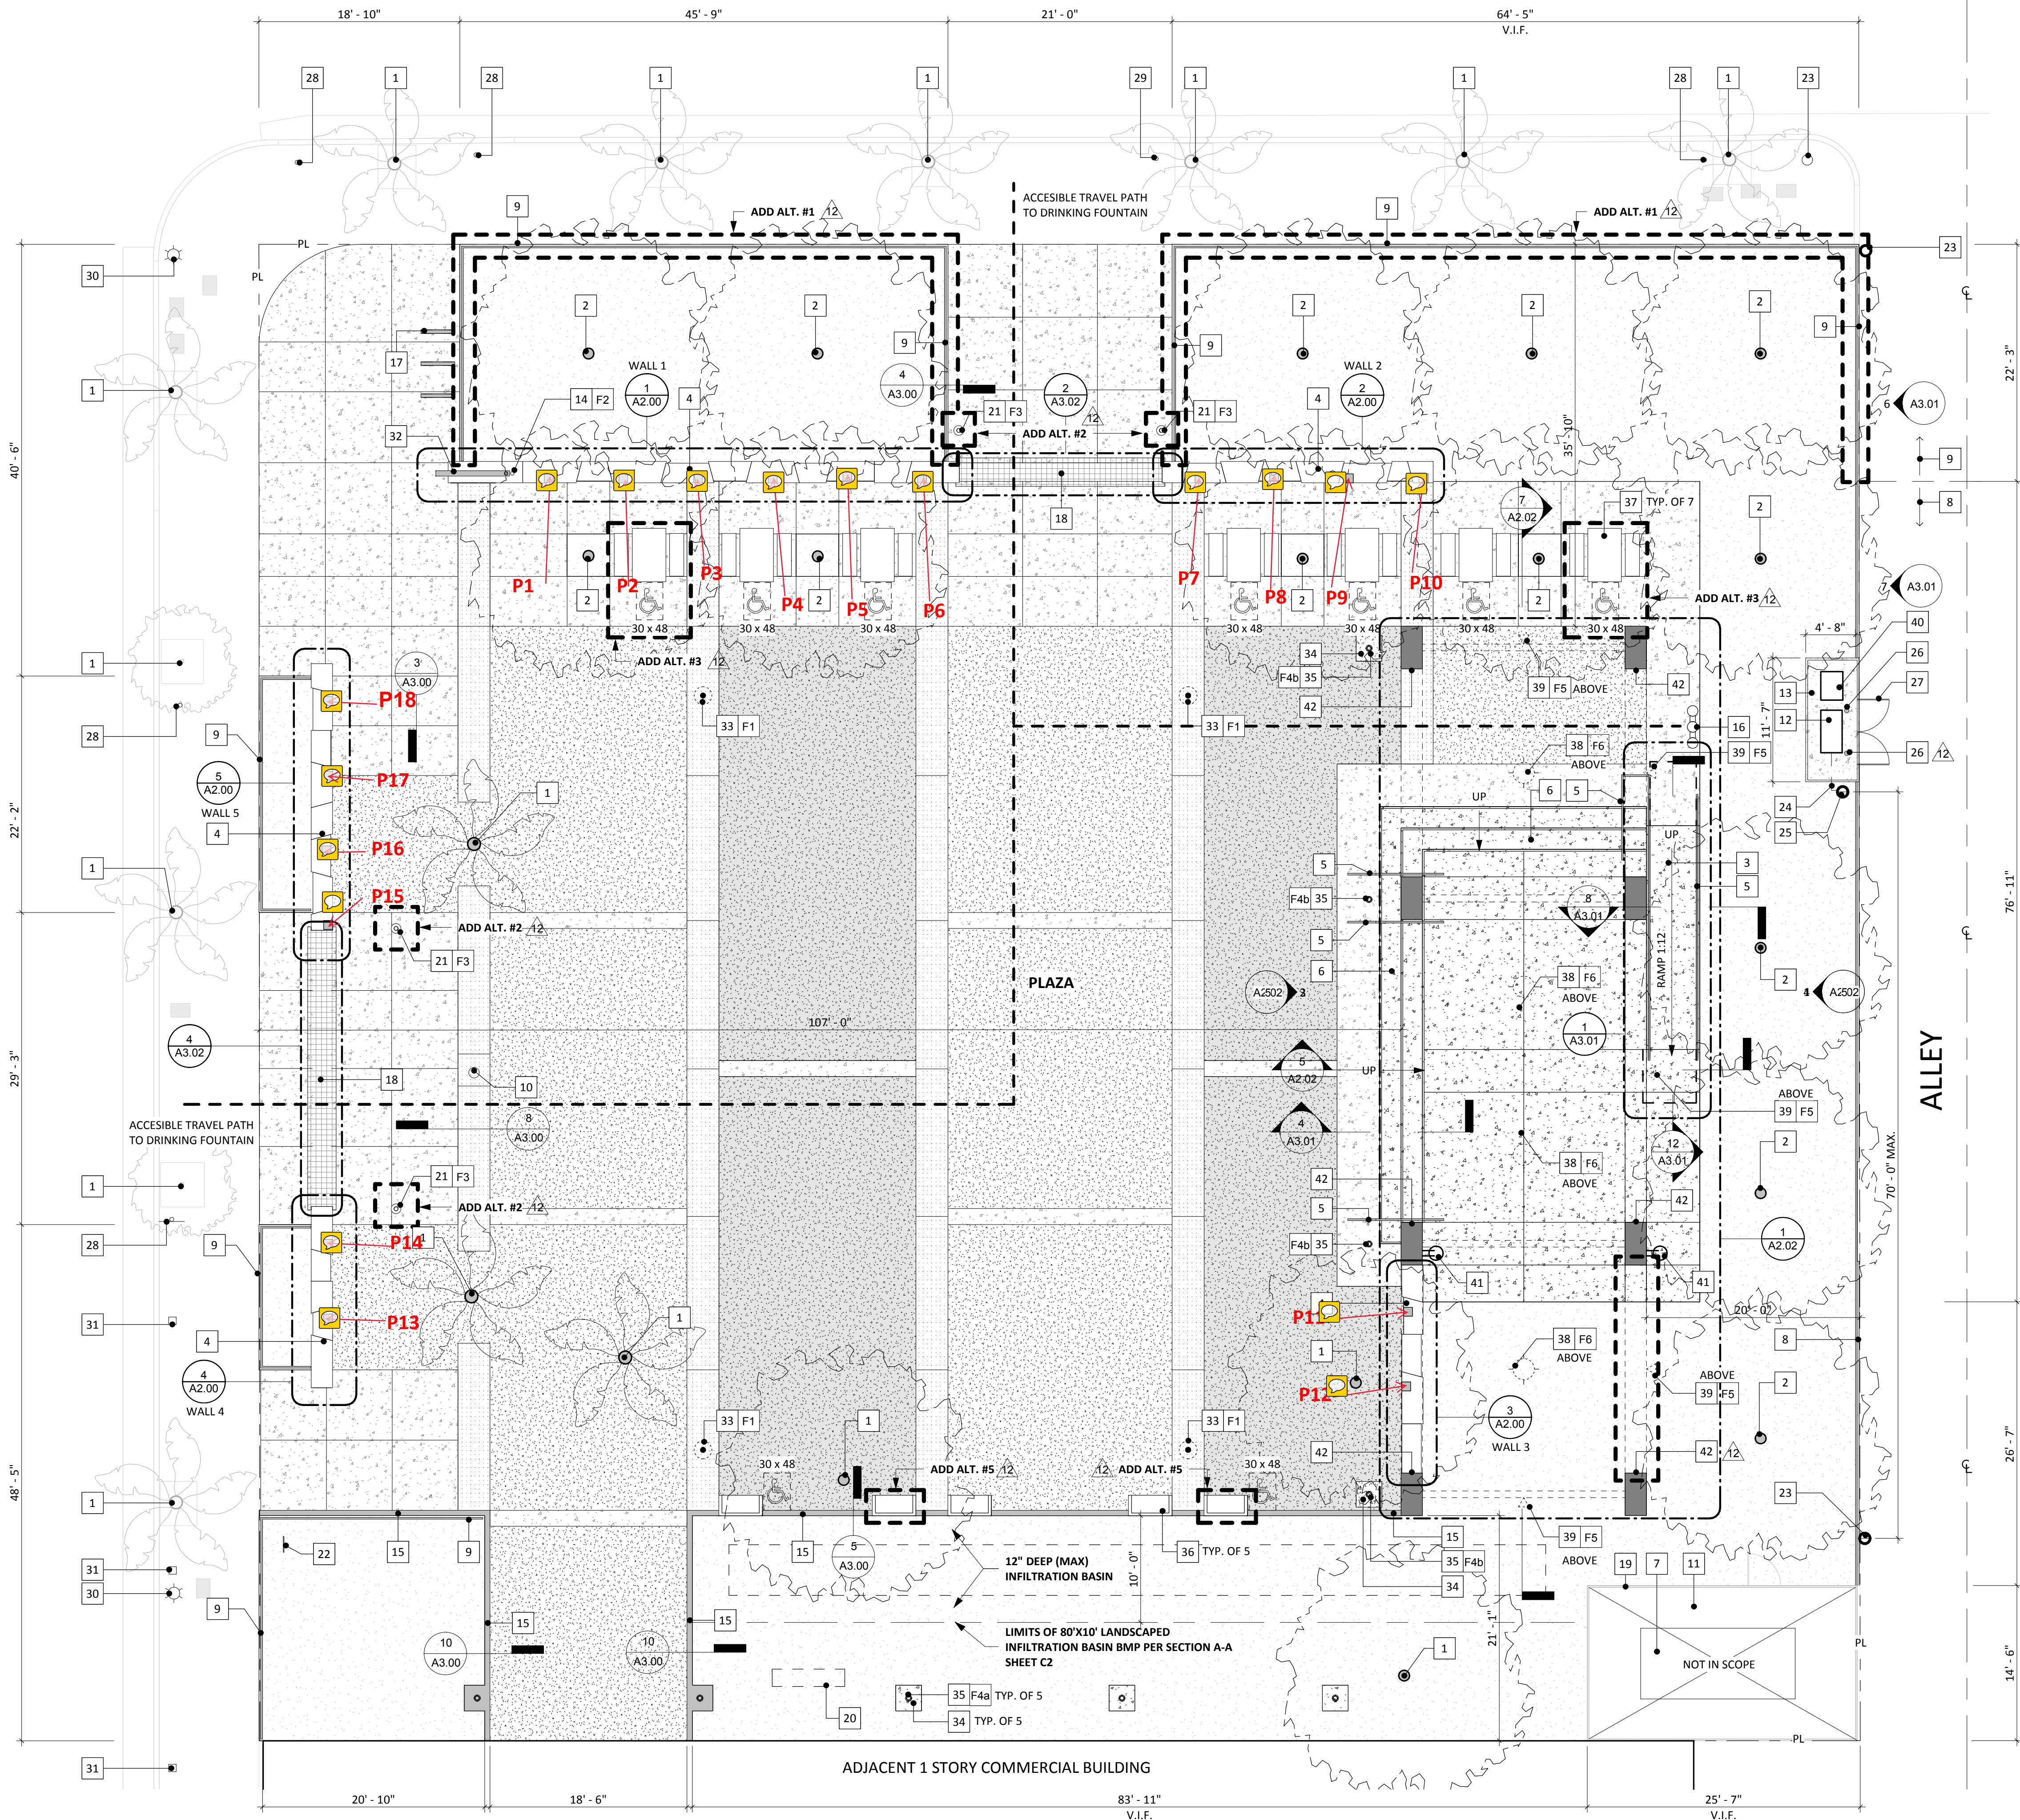 18' - 10"
45' - 9"
21' - 0"
64' - 5"
V.I.F.
28
1
28
1
1
29
1
1
28
1
23
ACCESIBLE TRAVEL PATH
TO DRINKING FOUNTAIN
9
ADD ALT. #1 12
9
ADD ALT. #1 12
PL
PL
30
23
2
2
2
2
2
9
9
9
17
22' - 3"
WALL 1
1
A2.00
4
A3.00
2
A3.02
WALL 2
2
A2.00
1
14 F2
4
4
6 A3.01
21 F3
12
21 F3
ADD ALT. #2
32
35' - 10"
9
40' - 6"
℄
7
A2.02
37 TYP. OF 7
8
2
18
P1
P2
P3
P4
P5
P6
P7
P8
P9
P10
2
2
2
2
7 A3.01
ADD ALT. #3 12
30 x 48
30 x 48
30 x 48
30 x 48
30 x 48
30 x 48
30 x 48
4' - 8"
40
26
27
1
3
A3.00
ADD ALT. #3 12
34
F4b 35
42
39 F5 ABOVE
42
13
12
11' - 7"
P18
28
9
33 F1
33 F1
16
38 F6
ABOVE
39 F5
26 12
5
A2.00
WALL 5
P17
1
UP
6
5
24
25
22' - 2"
4
P16
UP
5
3
5
1
P15
F4b 35
8
A3.01
76' - 11"
ADD ALT. #2 12
5
℄
21 F3
6
RAMP 1:12
38 F6
ABOVE
2
PLAZA
A2502
A2502
107' - 0"
1
A3.01
4
A3.02
5
A2.02
UP
ALLEY
29' - 3"
18
10
ABOVE
39 F5
ACCESIBLE TRAVEL PATH
TO DRINKING FOUNTAIN
8
A3.00
4
A3.01
12
A3.01
2
38 F6
ABOVE
21 F3
42
42
70' - 0" MAX.
1
ADD ALT. #2 12
5
28
9
P14
1
F4b 35
1
A2.02
41
41
20' - 0"
P11
31
P13
1
8
4
1
38 F6
ABOVE
ABOVE
39 F5
2
4
A2.00
WALL 4
P12
3
A2.00
WALL 3
33 F1
1
33 F1
42
42 12
26' - 7"
℄
30 x 48
ADD ALT. #5 12
12 ADD ALT. #5
30 x 48
48' - 5"
1
23
22
15
9
15
5
A3.00
12" DEEP (MAX)
INFILTRATION BASIN
36 TYP. OF 5
10' - 0"
15
35 F4b
34
39 F5
ABOVE
19
7
11
31
30
9
15
15
10
A3.00
10
A3.00
LIMITS OF 80'X10' LANDSCAPED
INFILTRATION BASIN BMP PER SECTION A-A
SHEET C2
21' - 1"
1
PL
NOT IN SCOPE
14' - 6"
35 F4a TYP. OF 5
34 TYP. OF 5
20
PL
31
ADJACENT 1 STORY COMMERCIAL BUILDING
20' - 10"
18' - 6"
83' - 11"
V.I.F.
25' - 7"
V.I.F.